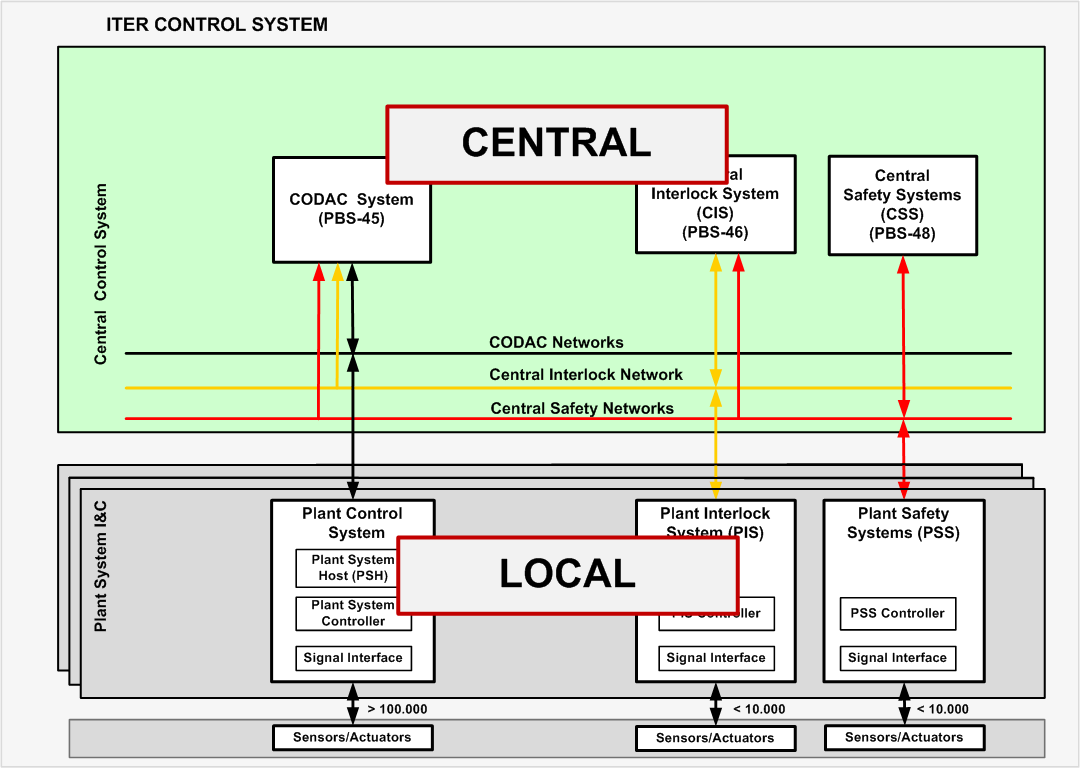 ITER CONTROL SYSTEM
Central Control System
CENTRAL
CODAC System
(PBS-45)
Interlock System
(CIS)
(PBS-46)
Central
Safety Systems
(CSS)
(PBS-48)
CODAC Networks
Central Interlock Network
Central Safety Networks
Plant System I&C
Plant Control
System
Plant System
Host (PSH)
Plant System
Controller
Signal Interface
LOCAL
Plant Interlock
System (PIS)
Signal Interface
Plant Safety
Systems (PSS)
PSS Controller
Signal Interface
> 100.000
< 10.000
< 10.000
Sensors/Actuators
Sensors/Actuators
Sensors/Actuators